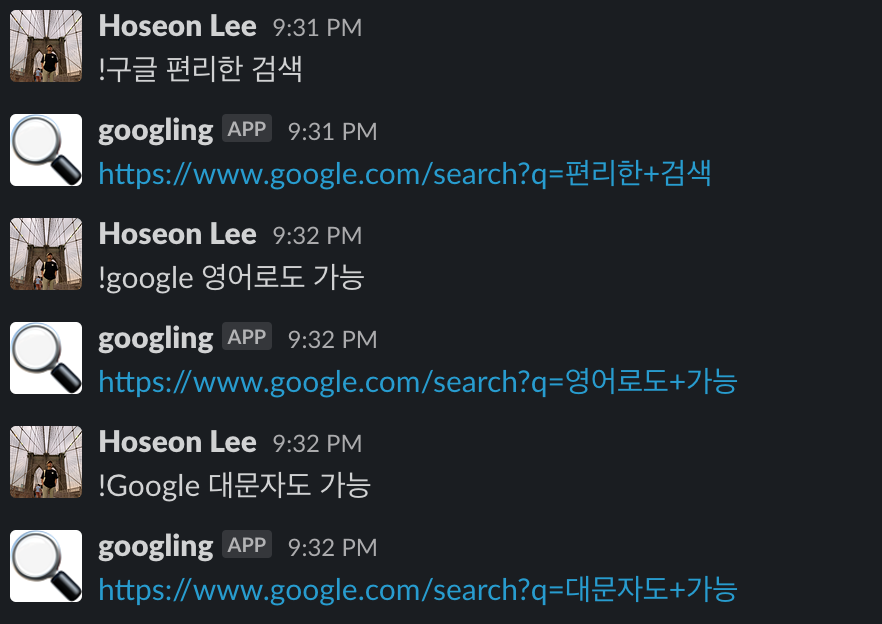 Hoseon Lee 9:31 PM
!구글 편리한 검색
googling APP 9:31 PM
https://www.google.com/search?q=편리한+검색
Hoseon Lee 9:32 PM
!google 영어로도 가능
googling APP 9:32 PM
https://www.google.com/search?q=영어로도+가능
Hoseon Lee 9:32 PM
!Google 대문자도 가능
googling APP 9:32 PM
https://www.google.com/search?q=대문자도+가능